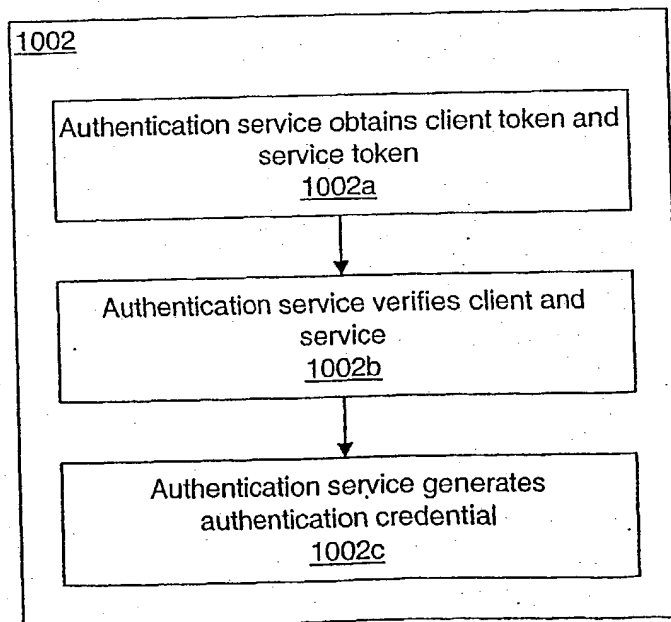 1002
Authentication service obtains client token and
service token
1002a
Authentication service verifies client and
service
1002b
Authentication service generates
authentication credential
1002c